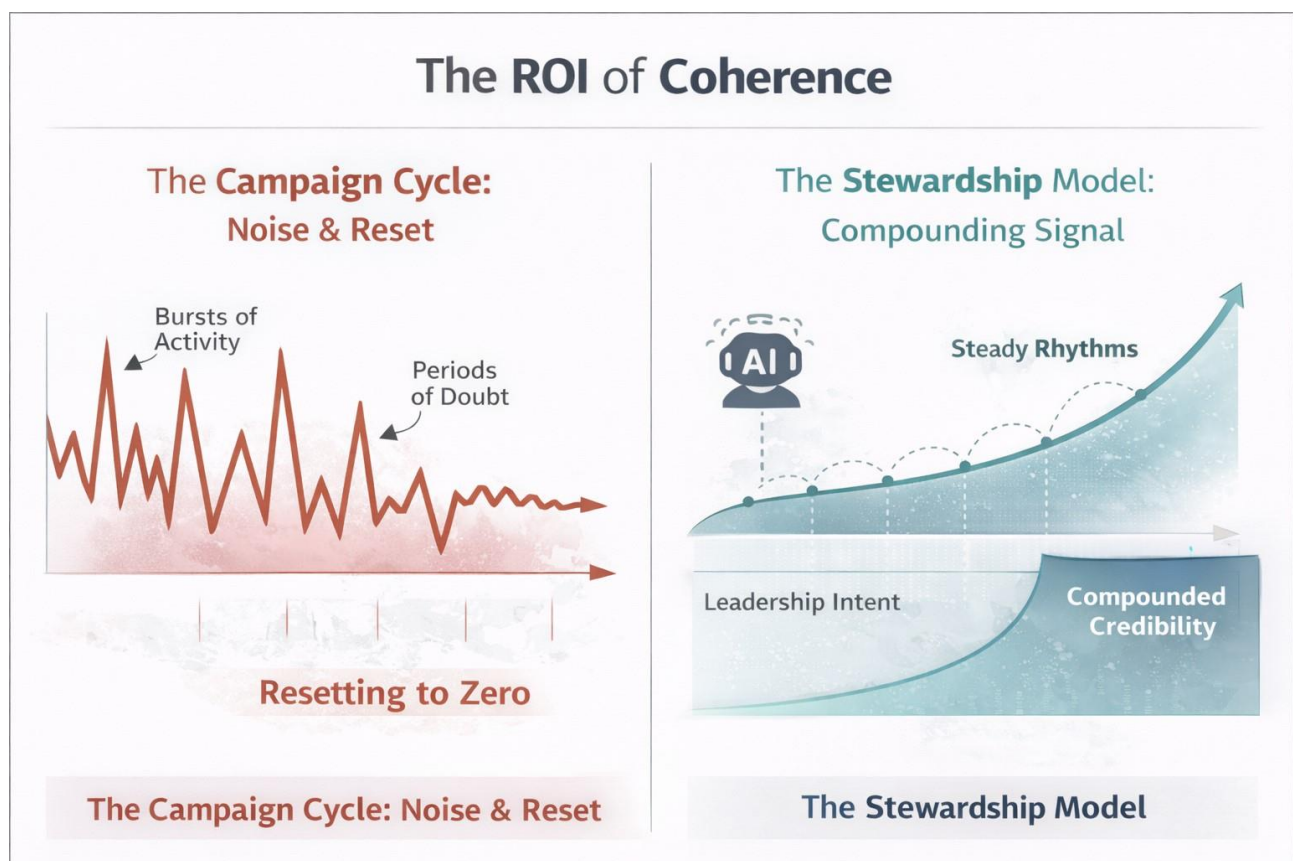 The ROI of Coherence
The Campaign Cycle:
Noise & Reset
Bursts of
Activity
Periods
of Doubt
Resetting to Zero
The Campaign Cycle: Noise & Reset
The Stewardship Model:
Compounding Signal
AI
Steady Rhythms
Leadership Intent
Compounded
Credibility
The Stewardship Model